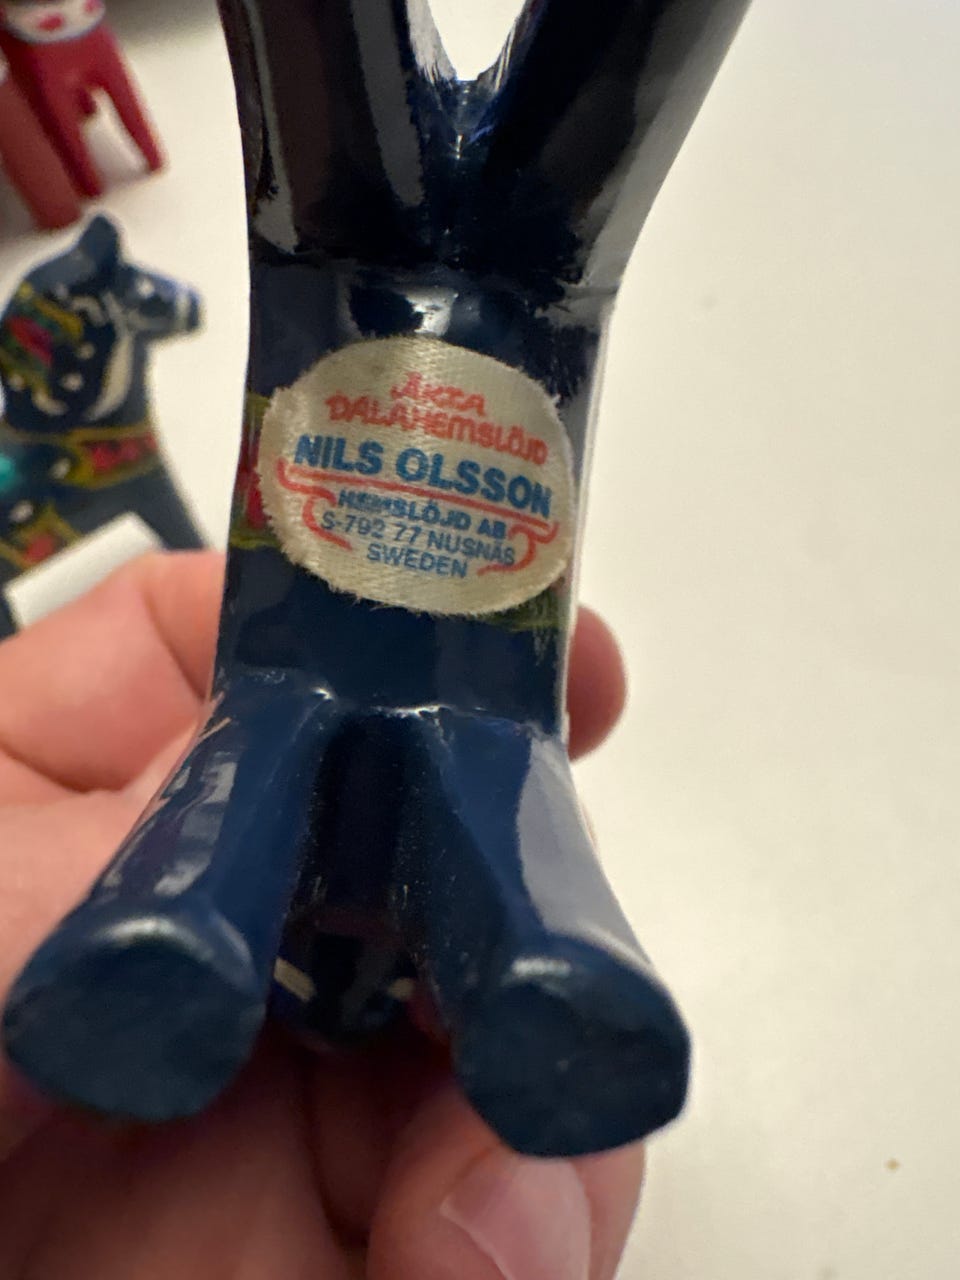 ÄKTA
DALAHEMSLÖJD
NILS OLSSON
HEMSLÖJD AB
S-792 77 NUSNÄS
SWEDEN